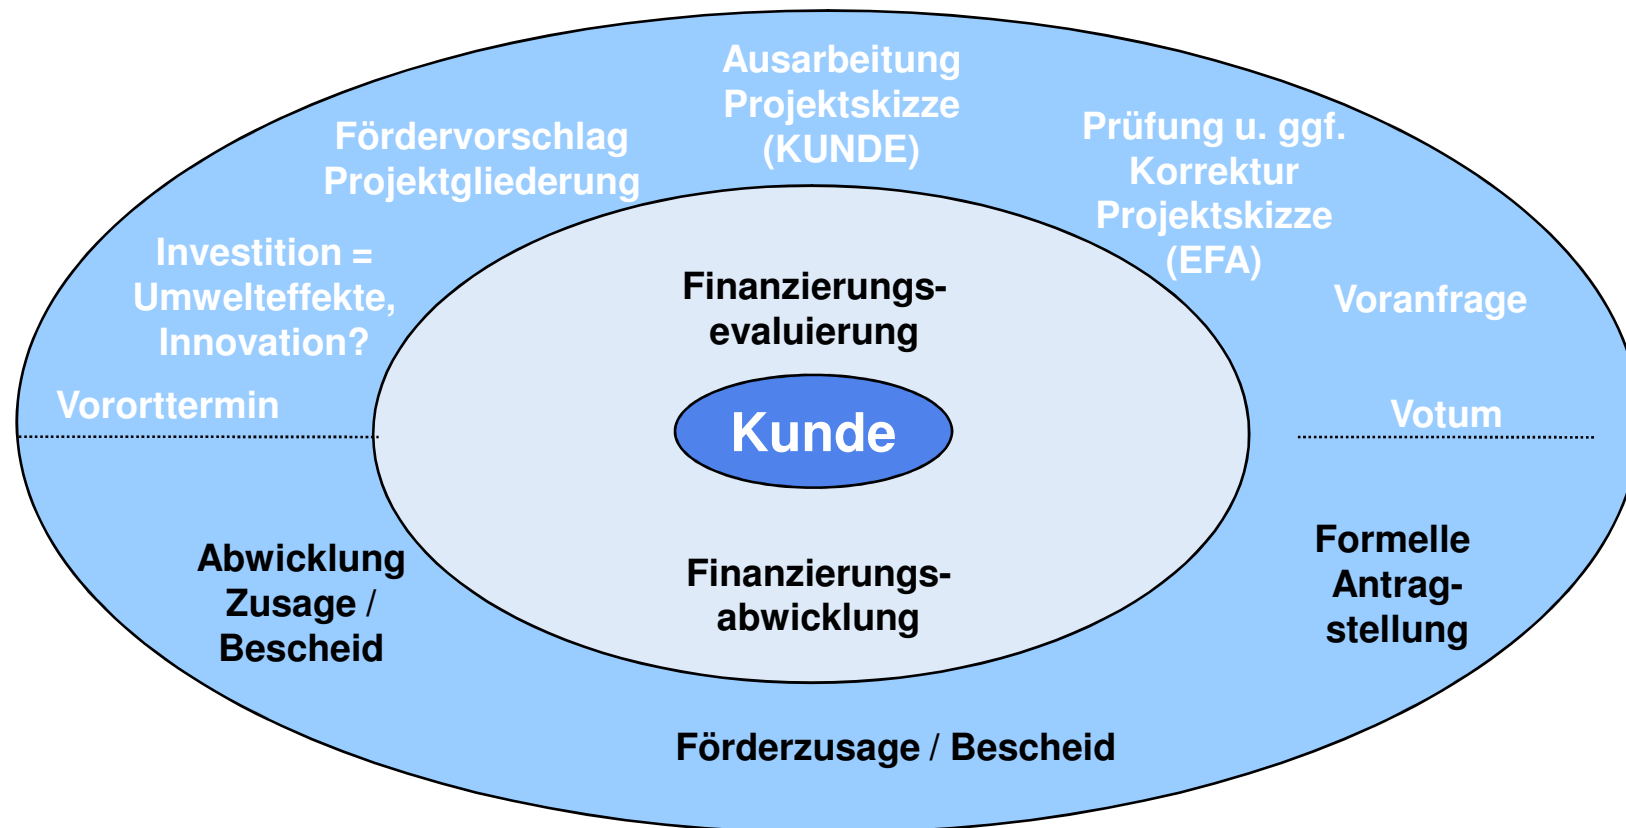 Ausarbeitung
Projektskizze
(KUNDE)
Fördervorschlag
Projektgliederung
Prüfung u. ggf.
Korrektur
Projektskizze
(EFA)
Investition =
Umwelteffekte,
Innovation?
Voranfrage
Vororttermin
Votum
Finanzierungs-
evaluierung
Kunde
Finanzierungs-
abwicklung
Abwicklung
Zusage /
Bescheid
Formelle
Antrag-
stellung
Förderzusage / Bescheid